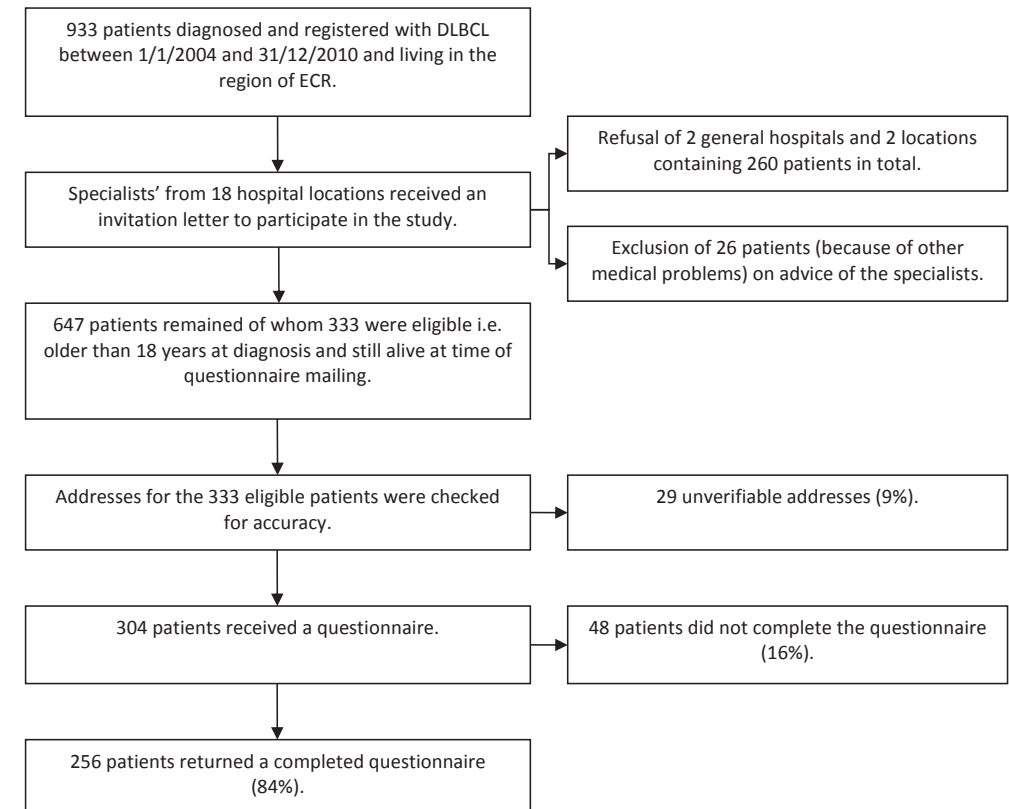 933 patients diagnosed and registered with DLBCL
between 1/1/2004 and 31/12/2010 and living in the
region of ECR.
Refusal of 2 general hospitals and 2 locations
containing 260 patients in total.
Specialists’ from 18 hospital locations received an
invitation letter to participate in the study.
Exclusion of 26 patients (because of other
medical problems) on advice of the specialists.
647 patients remained of whom 333 were eligible i.e.
older than 18 years at diagnosis and still alive at time of
questionnaire mailing.
Addresses for the 333 eligible patients were checked
for accuracy.
29 unverifiable addresses (9%).
304 patients received a questionnaire.
48 patients did not complete the questionnaire
(16%).
256 patients returned a completed questionnaire
(84%).